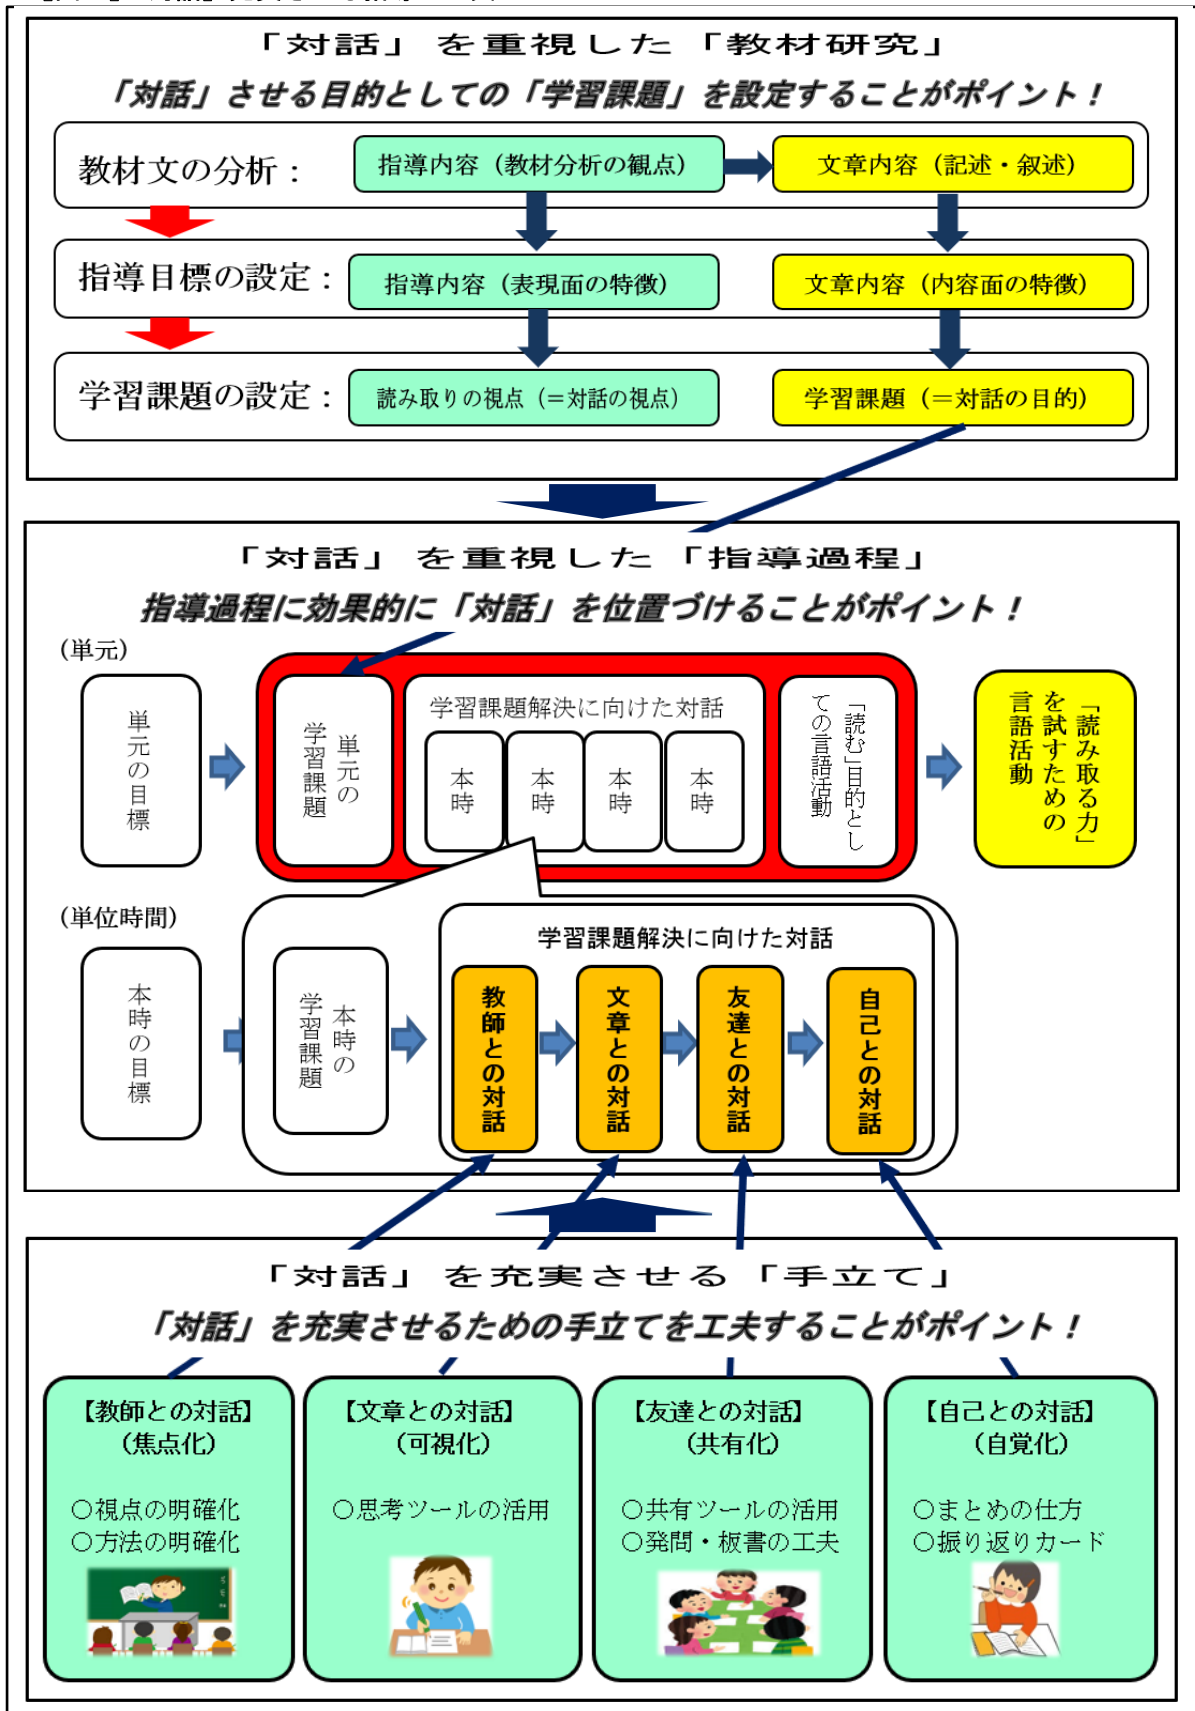 「対話」を重視した「教材研究」
「対話」させる目的としての「学習課題」を設定することがポイント！
教材文の分析：
指導内容（教材分析の観点）
文章内容（記述・叙述）
指導目標の設定：
指導内容（表現面の特徴）
文章内容（内容面の特徴）
学習課題の設定：
読み取りの視点（＝対話の視点）
学習課題（＝対話の目的）
「対話」を重視した「指導過程」
指導過程に効果的に「対話」を位置づけることがポイント！
（単元）
単元の目標
単元の
学習課題
学習課題解決に向けた対話
本時
本時
本時
本時
「読む」目的とし
ての言語活動
「読み取る力」
を試すための
言語活動
（単位時間）
本時の目標
本時の
学習課題
学習課題解決に向けた対話
教師との対話
文章との対話
友達との対話
自己との対話
「対話」を充実させる「手立て」
「対話」を充実させるための手立てを工夫することがポイント！
【教師との対話】
（焦点化）
○視点の明確化
○方法の明確化
【文章との対話】
（可視化）
○思考ツールの活用
【友達との対話】
（共有化）
○共有ツールの活用
○発問・板書の工夫
【自己との対話】
（自覚化）
○まとめの仕方
○振り返りカード